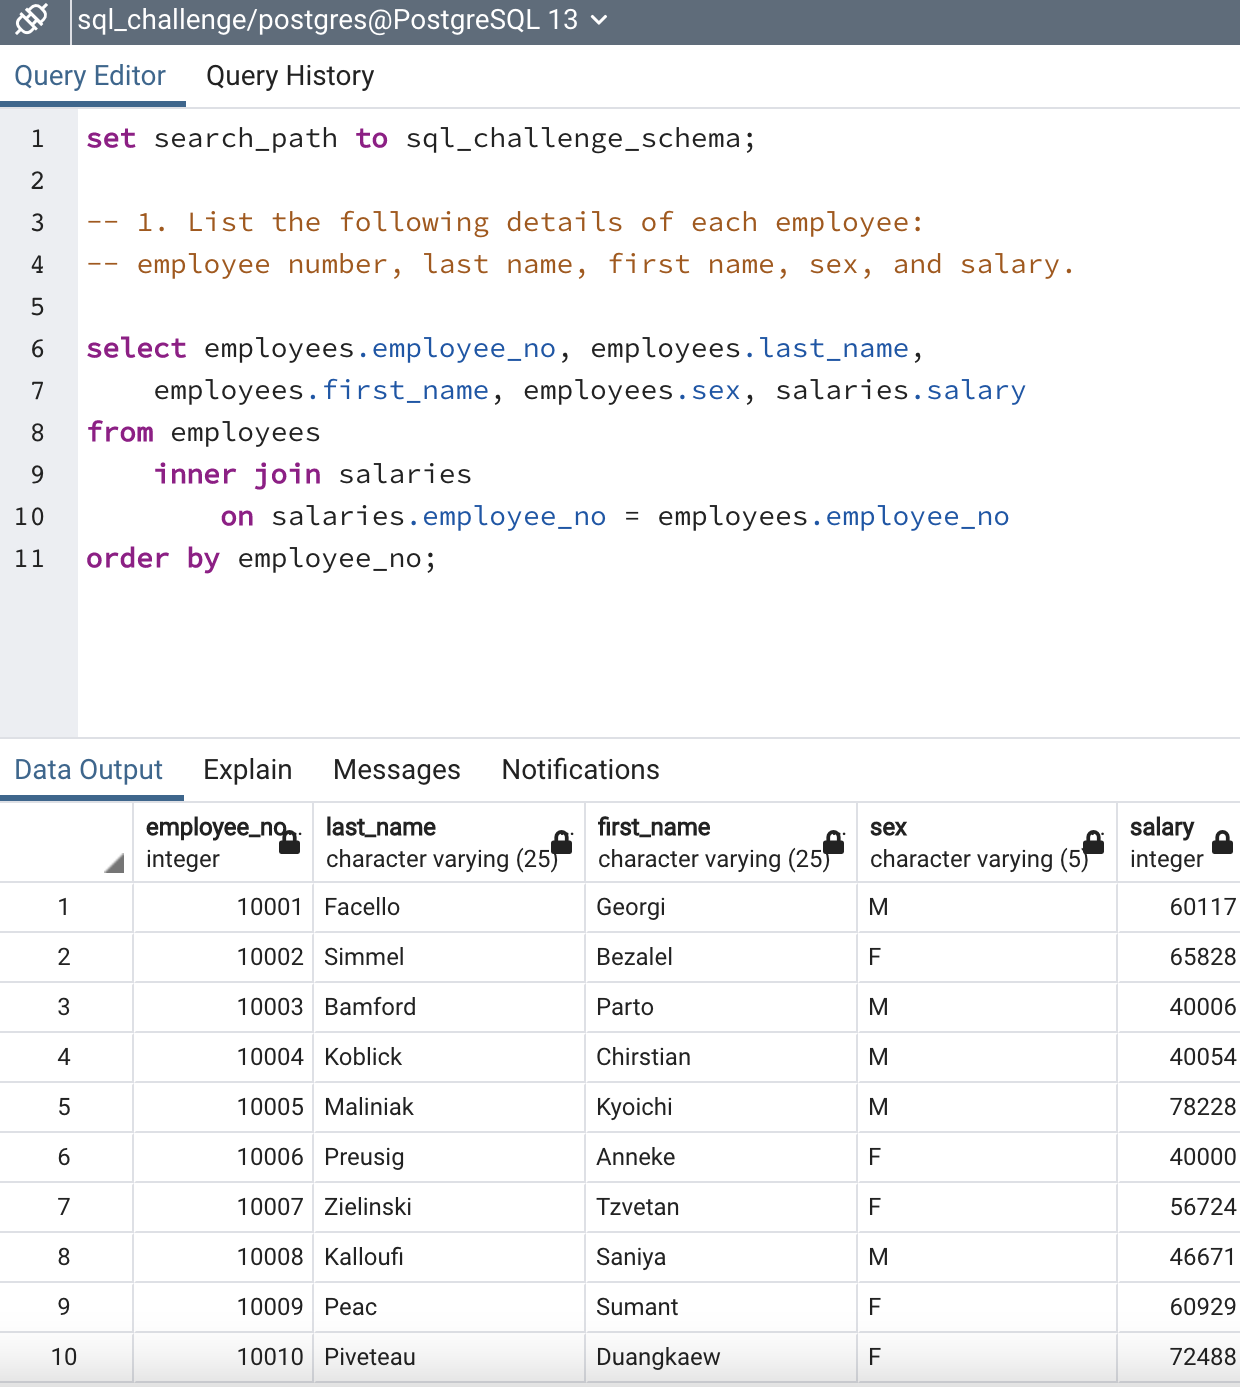 sql_challenge/postgres@PostgreSQL 13
Query Editor Query History
1 set search_path to sql_challenge_schema;
2
3 -- 1. List the following details of each employee:
4 -- employee number, last name, first name, sex, and salary.
5
6 select employees.employee_no, employees.last_name,
7 employees.first_name, employees.sex, salaries.salary
8 from employees
9 inner join salaries
10 on salaries.employee_no = employees.employee_no
11 order by employee_no;
Data Output Explain Messages Notifications
employee_no last_name first_name sex salary
integer character varying (25) character varying (25) character varying (5) integer
1 10001 Facello Georgi M 60117
2 10002 Simmel Bezalel F 65828
3 10003 Bamford Parto M 40006
4 10004 Koblick Chirstian M 40054
5 10005 Maliniak Kyoichi M 78228
6 10006 Preusig Anneke F 40000
7 10007 Zielinski Tzvetan F 56724
8 10008 Kalloufi Saniya M 46671
9 10009 Peac Sumant F 60929
10 10010 Piveteau Duangkaew F 72488